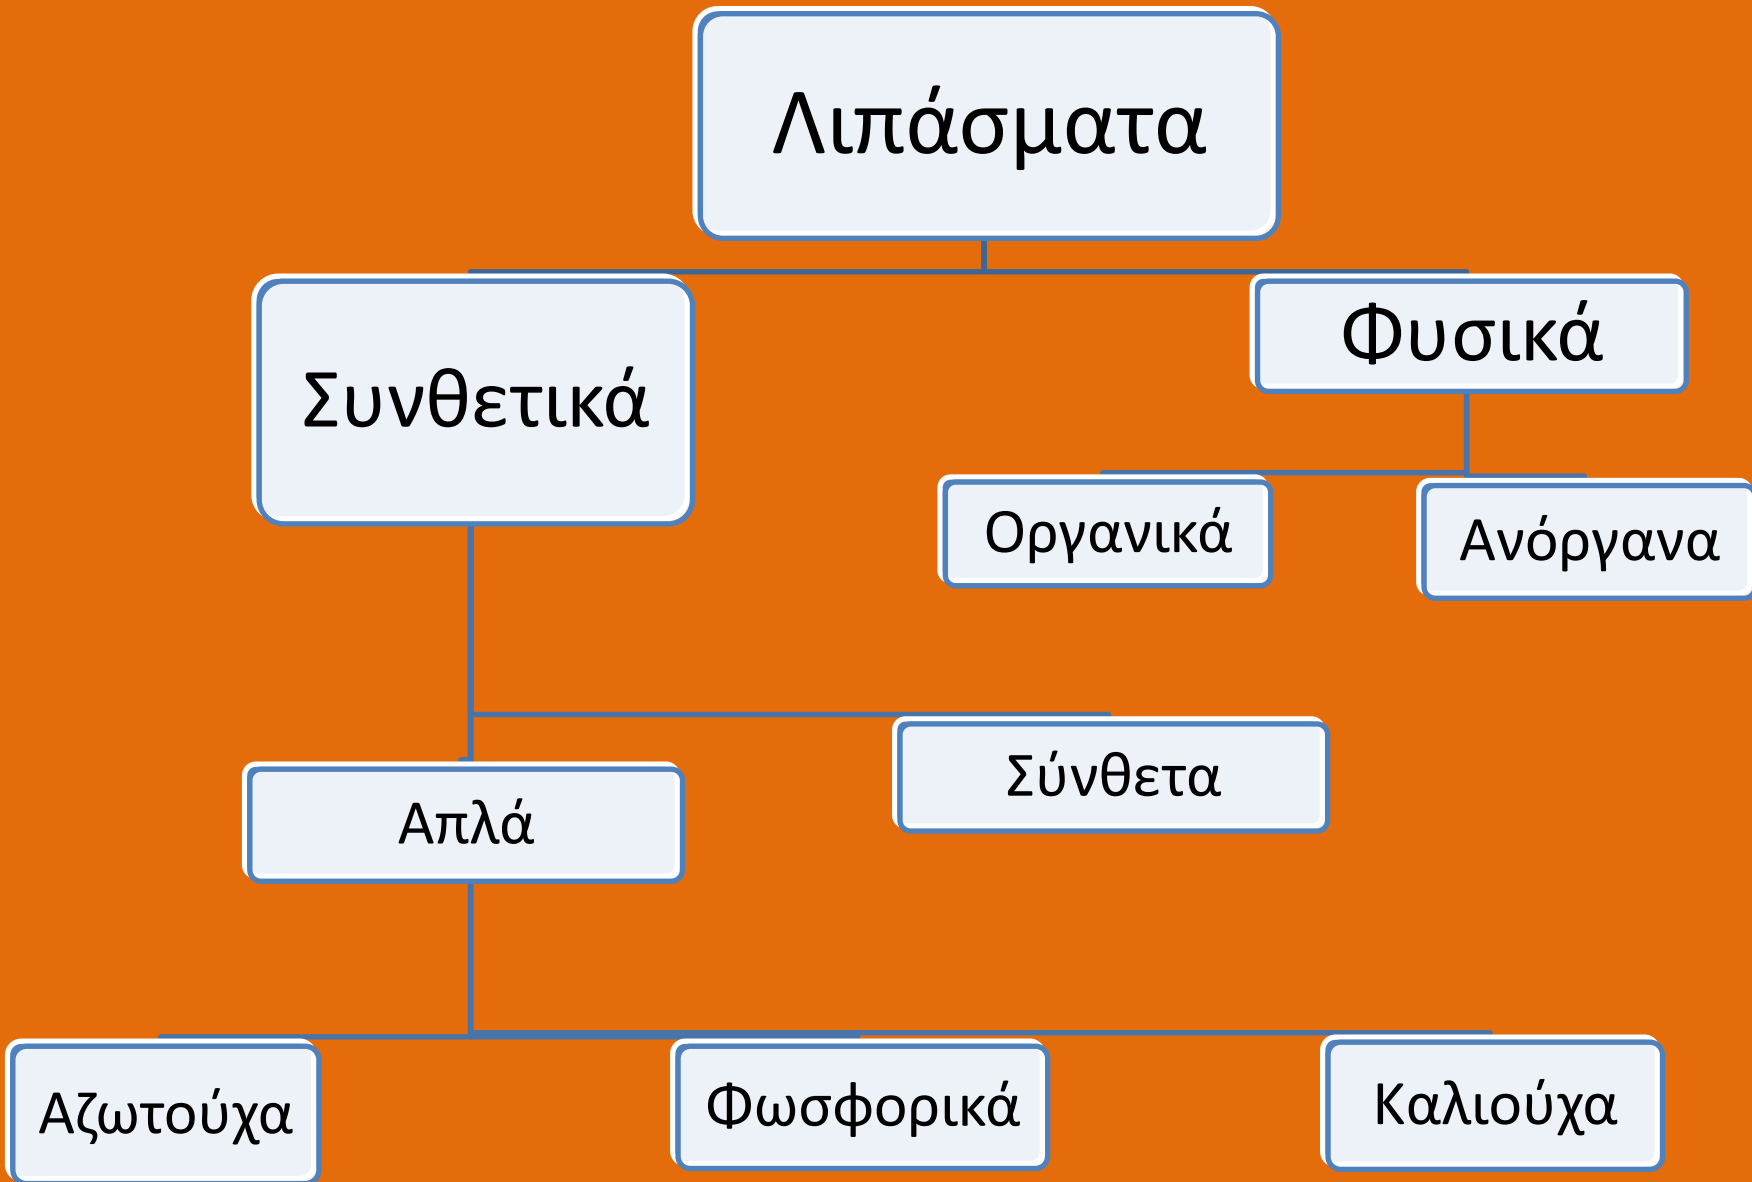 Λιπάσματα
Συνθετικά
Φυσικά
Οργανικά
Ανόργανα
Απλά
Σύνθετα
Αζωτούχα
Φωσφορικά
Καλιούχα